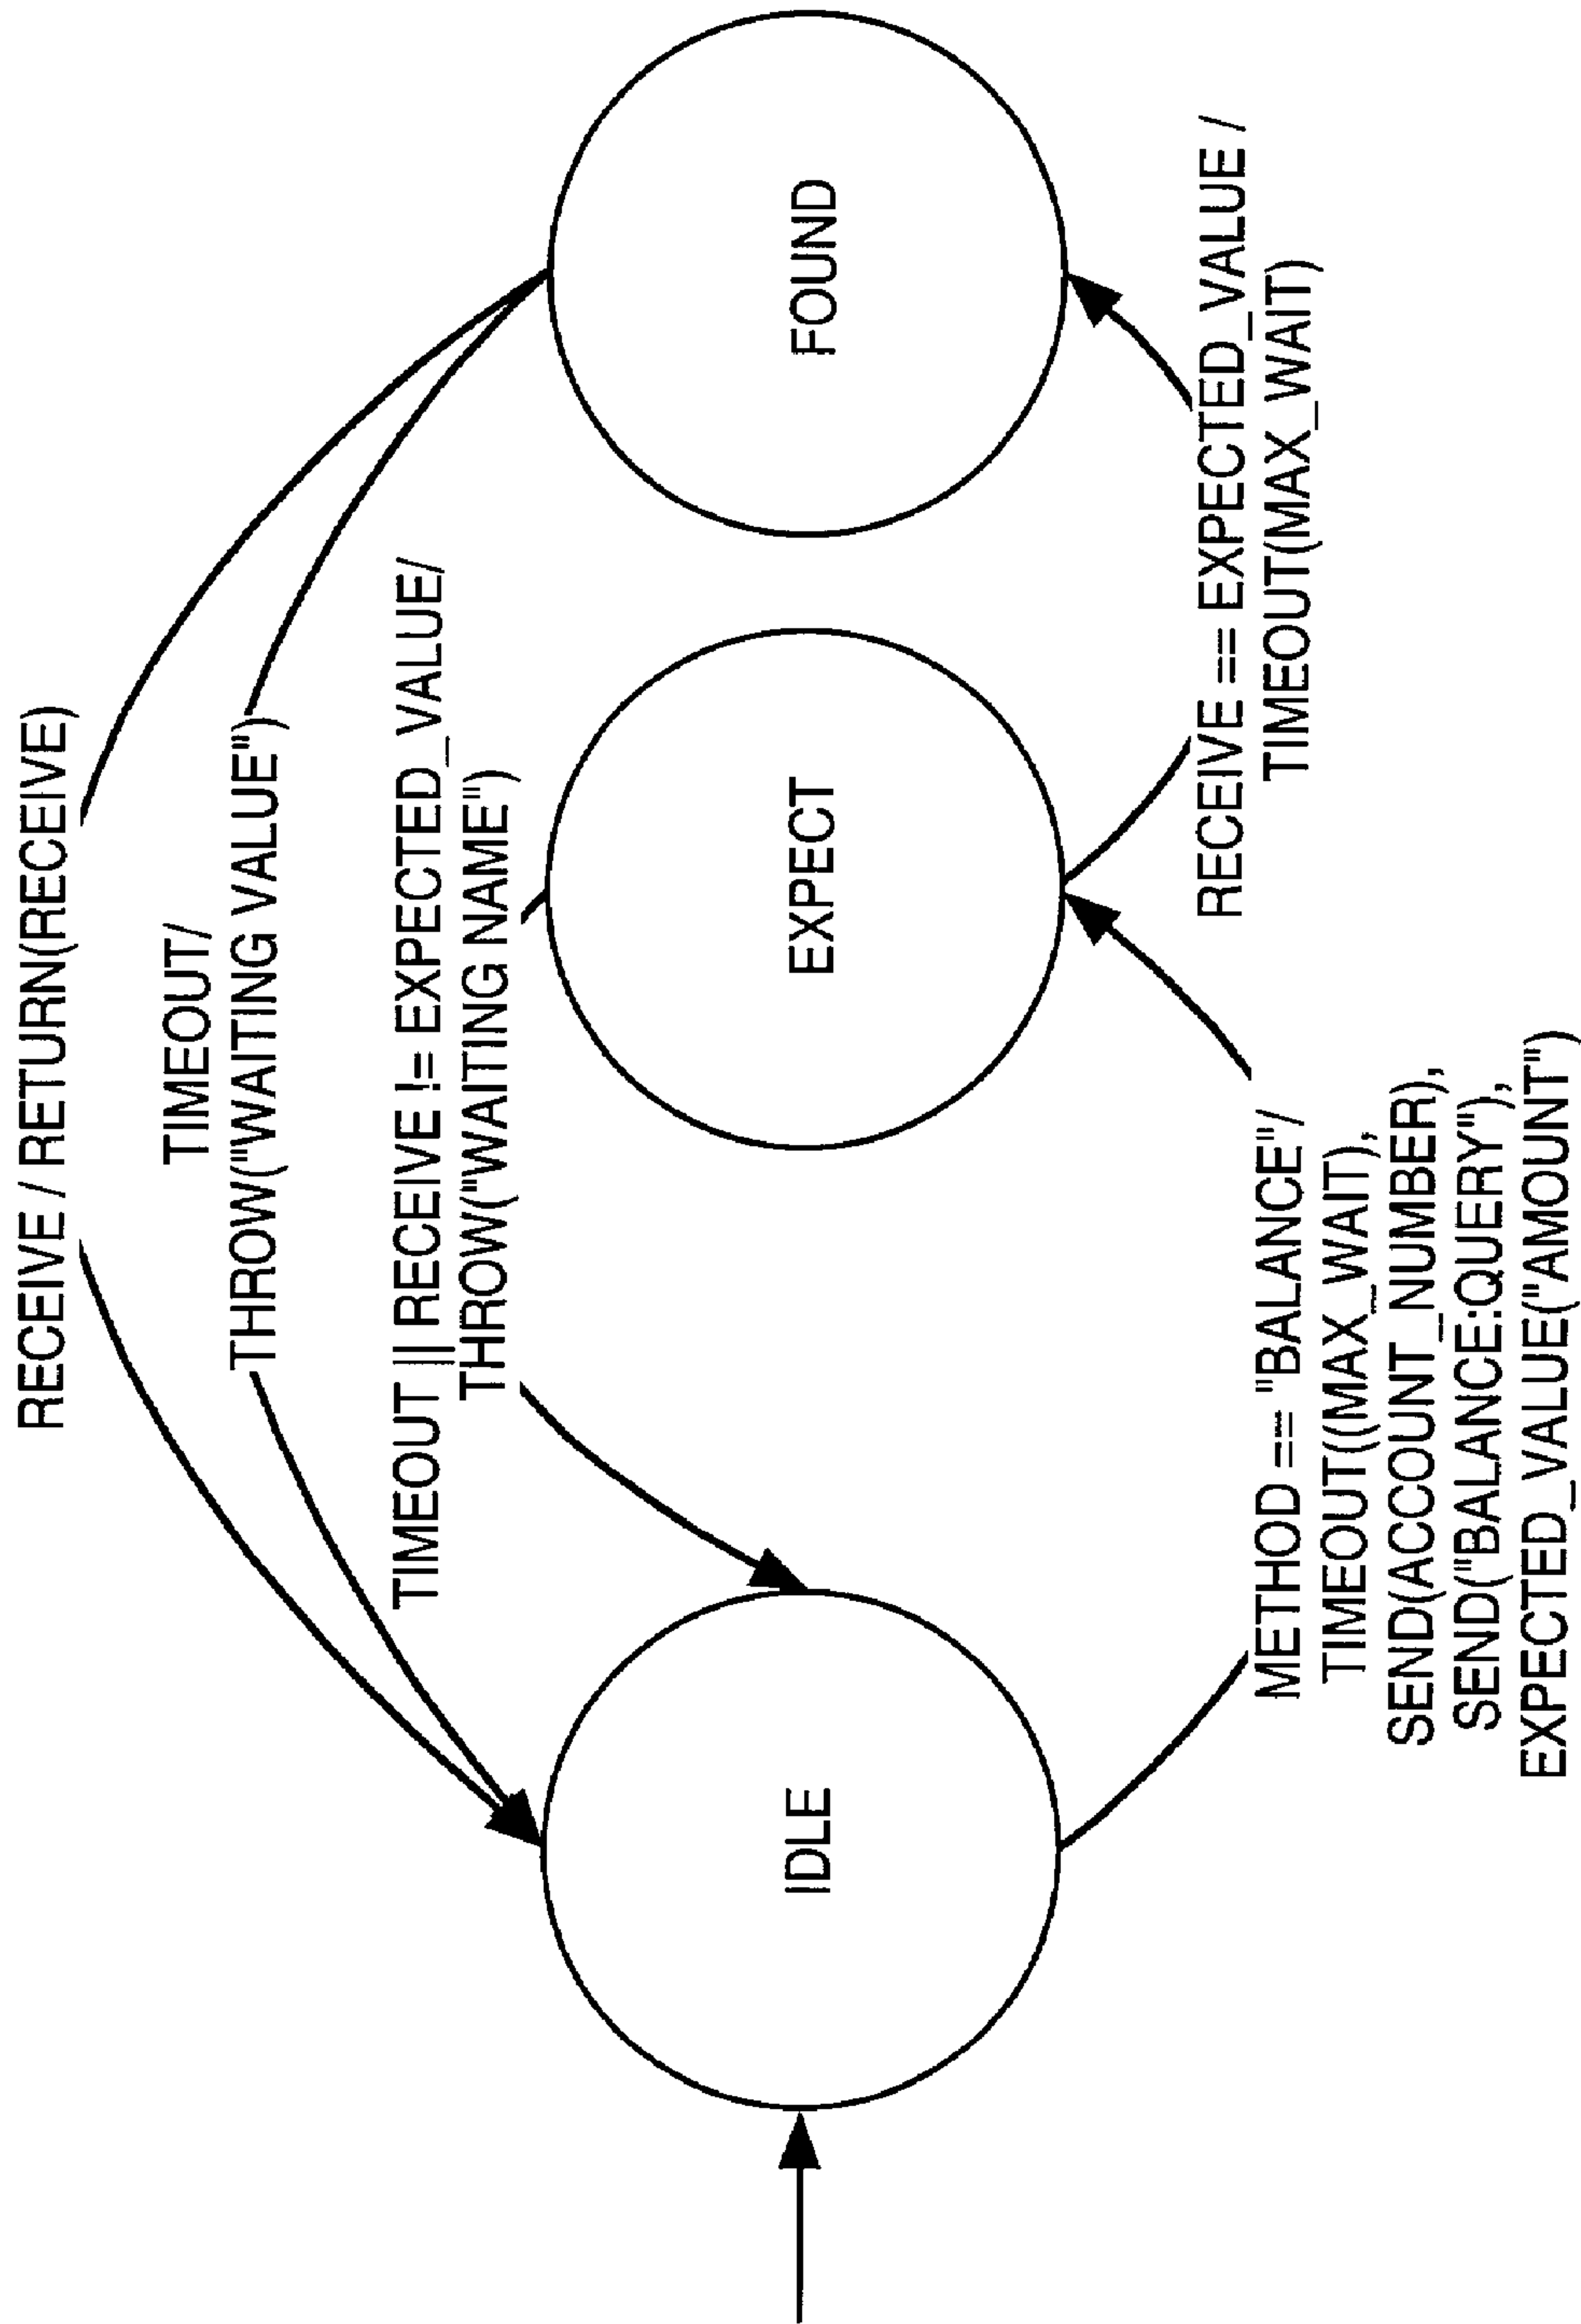 RECEIVE / RETURN(RECEIVE)
TIMEOUT/
THROW("WAITING VALUE")
TIMEOUT || RECEIVE != EXPECTED_VALUE/
THROW("WAITING NAME")
IDLE
EXPECT
FOUND
RECEIVE == EXPECTED_VALUE /
TIMEOUT(MAX_WAIT)
METHOD == "BALANCE"/
TIMEOUT((MAX_WAIT),
SEND(ACCOUNT_NUMBER),
SEND("BALANCE:QUERY"),
EXPECTED_VALUE("AMOUNT")